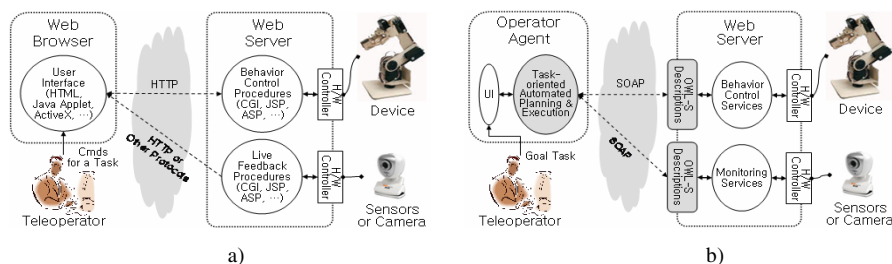 Web
Browser
User
Interface
(HTML,
Java Applet,
ActiveX, …)
Cmds
for a Task
Teleoperator
HTTP
HTTP or
Other Protocols
Web
Server
Behavior
Control
Procedures
(CGI, JSP,
ASP, …)
Live
Feedback
Procedures
(CGI, JSP,
ASP, …)
H/W
Controller
H/W
Controller
Device
Sensors
or Camera
a)
Operator
Agent
UI
Task-
oriented
Automated
Planning &
Execution
Goal Task
Teleoperator
SOAP
SOAP
Web
Server
OWL-S
Descriptions
OWL-S
Descriptions
Behavior
Control
Services
Monitoring
Services
H/W
Controller
H/W
Controller
Device
Sensors
or Camera
b)